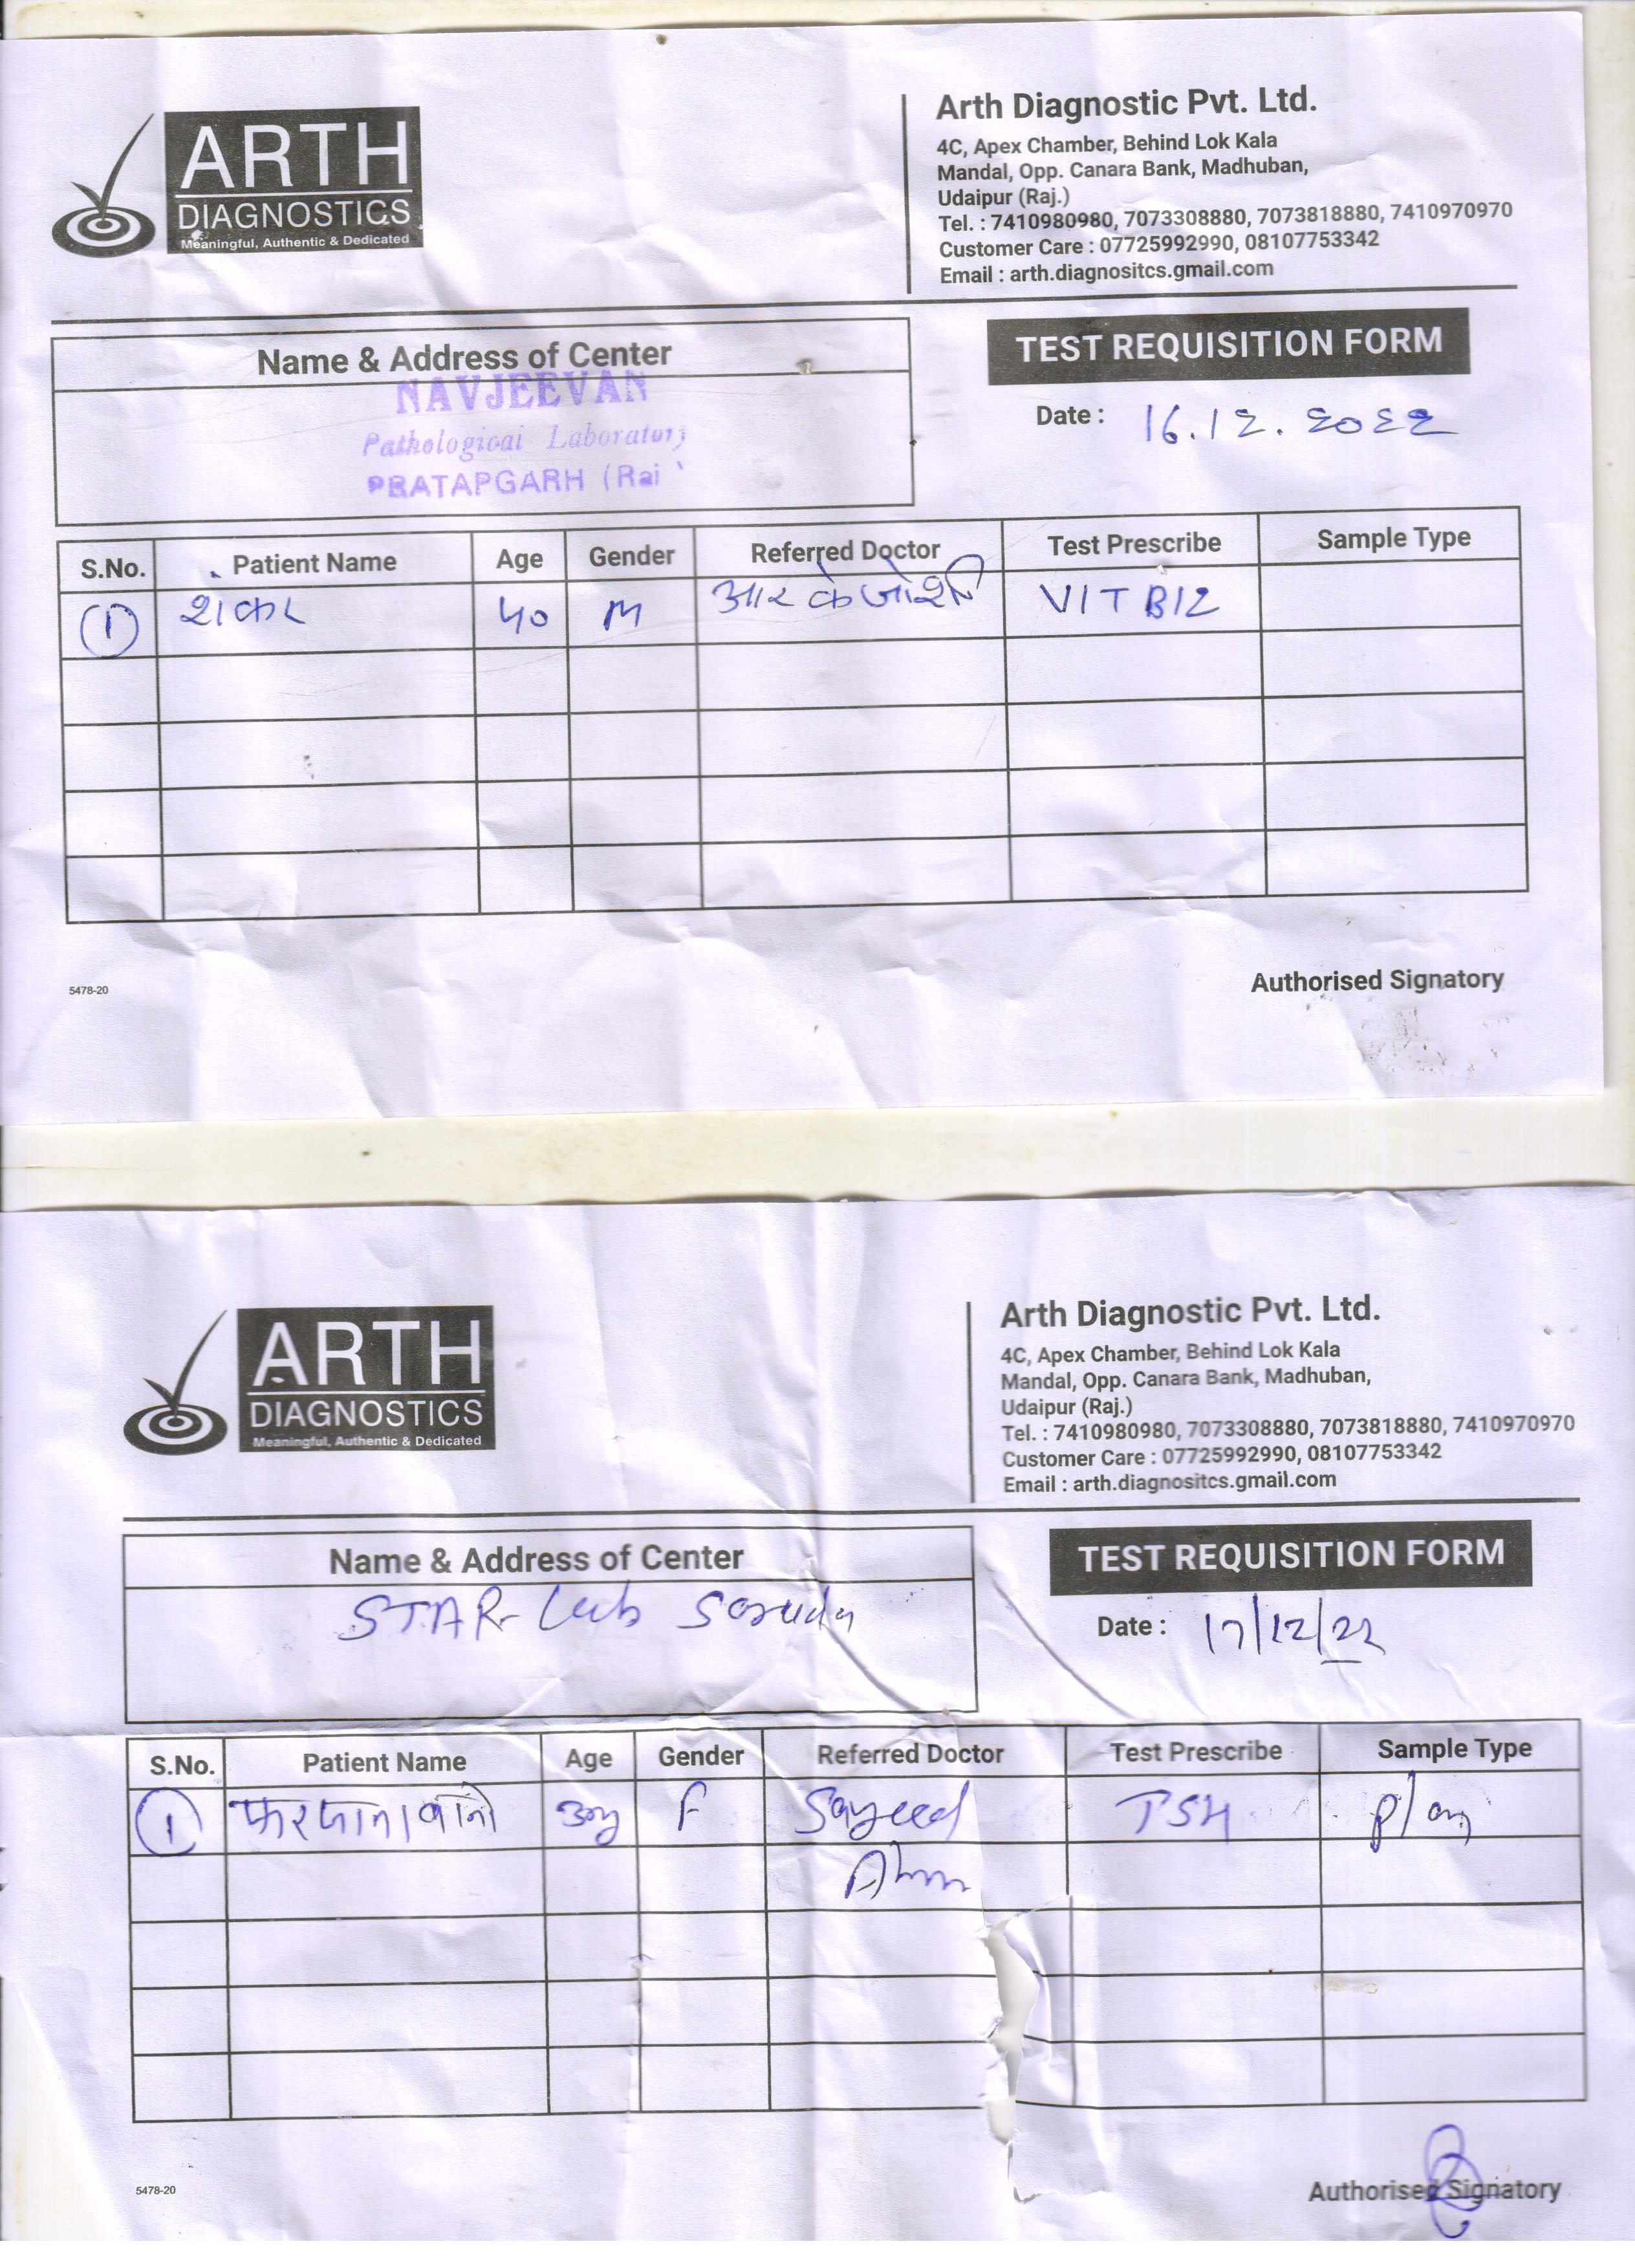 ARTH
DIAGNOSTICS
Meaningful, Authentic & Dedicated
Arth Diagnostic Pvt. Ltd.
4C, Apex Chamber, Behind Lok Kala
Mandal, Opp. Canara Bank, Madhuban,
Udaipur (Raj.)
Tel. : 7410980980, 7073308880, 7073818880, 7410970970
Customer Care : 07725992990, 08107753342
Email : arth.diagnositcs.gmail.com
Name & Address of Center
NAVJEEVAN
Pathological Laboratory
PRATAPGARH (Raj
TEST REQUISITION FORM
Date : 16.12.2022
S.No. Patient Name Age Gender Referred Doctor Test Prescribe Sample Type
1 M आर के जोशी VIT B12
5478-20
Authorised Signatory
ARTH
DIAGNOSTICS
Meaningful, Authentic & Dedicated
Arth Diagnostic Pvt. Ltd.
4C, Apex Chamber, Behind Lok Kala
Mandal, Opp. Canara Bank, Madhuban,
Udaipur (Raj.)
Tel. : 7410980980, 7073308880, 7073818880, 7410970970
Customer Care : 07725992990, 08107753342
Email : arth.diagnositcs.gmail.com
Name & Address of Center
STAR Lab
TEST REQUISITION FORM
Date : 17/12/22
S.No. Patient Name Age Gender Referred Doctor Test Prescribe Sample Type
1 फरजाना बानो F Sayeed TSH
5478-20
Authorised Signatory